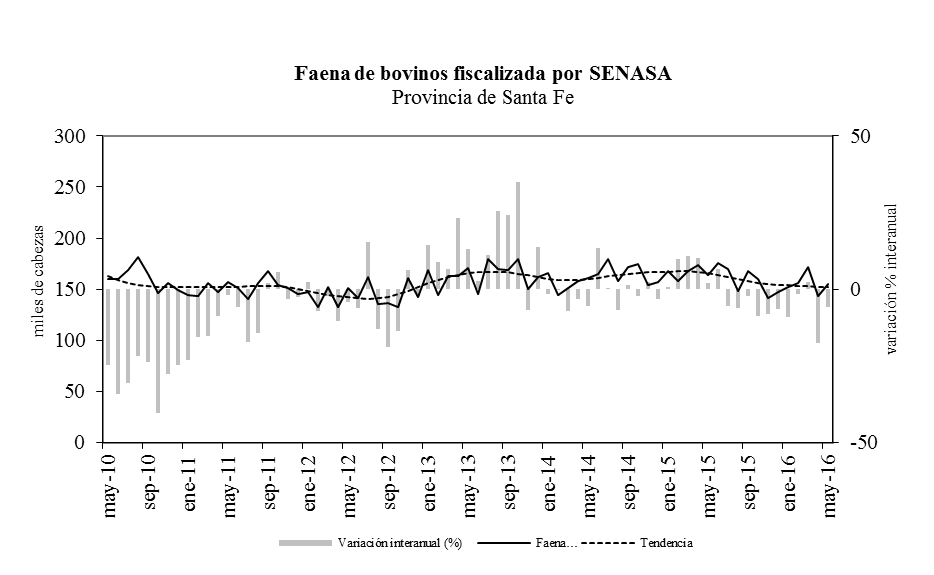 Faena de bovinos fiscalizada por SENASA
Provincia de Santa Fe
miles de cabezas
300
250
200
150
100
50
0
50
0
-50
variación % interanual
may-10
sep-10
ene-11
may-11
sep-11
ene-12
may-12
sep-12
ene-13
may-13
sep-13
ene-14
may-14
sep-14
ene-15
may-15
sep-15
ene-16
may-16
Variación interanual (%)
Faena...
Tendencia